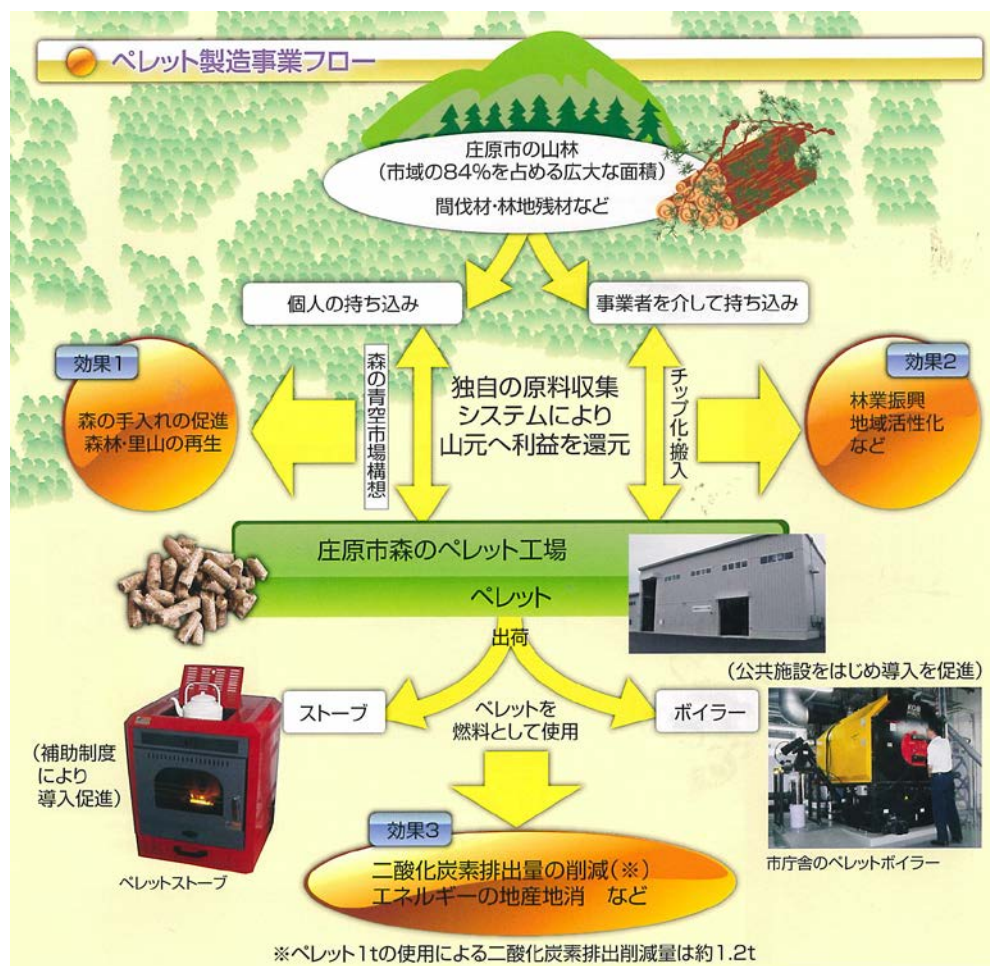 ペレット製造事業フロー
庄原市の山林
(市域の84%を占める広大な面積)
間伐材・林地残材など
個人の持ち込み
事業者を介して持ち込み
効果1
森の手入れの促進
森林・里山の再生
森の青空市場構想
独自の原料収集
システムにより
山元へ利益を還元
チップ化・搬入
効果2
林業振興
地域活性化
など
庄原市森のペレット工場
ペレット
出荷
(公共施設をはじめ導入を促進)
ストーブ
ペレットを
燃料として使用
ボイラー
(補助制度
により
導入促進)
ペレットストーブ
市庁舎のペレットボイラー
効果3
二酸化炭素排出量の削減(※)
エネルギーの地産地消 など
※ペレット1tの使用による二酸化炭素排出削減量は約1.2t